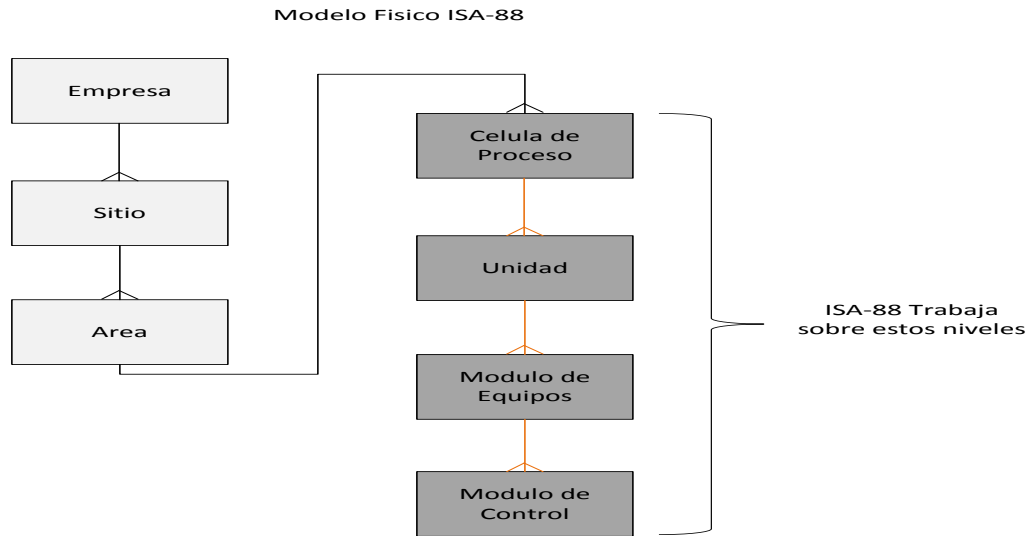 Modelo Fisico ISA-88
Empresa
Sitio
Area
Celula de
Proceso
Unidad
Modulo de
Equipos
Modulo de
Control
ISA-88 Trabaja
sobre estos niveles